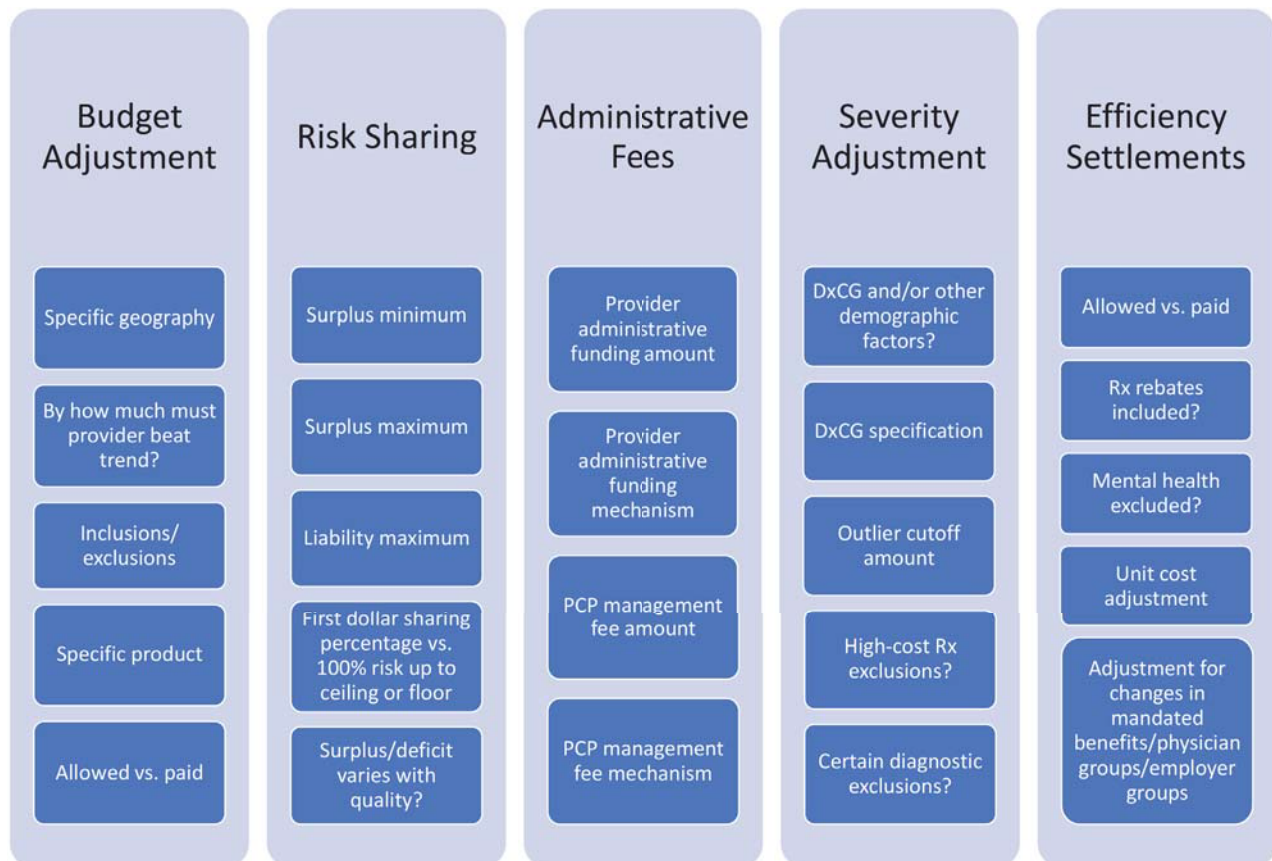 Budget
Adjustment
Specific geography
By how much must
provider beat
trend?
Inclusions/
exclusions
Specific product
Allowed vs. paid
Risk Sharing
Surplus minimum
Surplus maximum
Liability maximum
First dollar sharing
percentage vs.
100% risk up to
ceiling or floor
Surplus/deficit
varies with
quality?
Administrative
Fees
Provider
administrative
funding amount
Provider
administrative
funding
mechanism
PCP management
fee amount
PCP management
fee mechanism
Severity
Adjustment
DxCG and/or other
demographic
factors?
DxCG specification
Outlier cutoff
amount
High-cost Rx
exclusions?
Certain diagnostic
exclusions?
Efficiency
Settlements
Allowed vs. paid
Rx rebates
included?
Mental health
excluded?
Unit cost
adjustment
Adjustment for
changes in
mandated
benefits/physician
groups/employer
groups